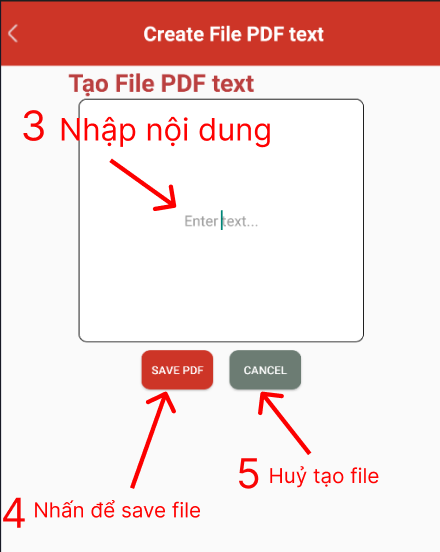 Create File PDF text
Tạo File PDF text
3 Nhập nội dung
Enter text...
SAVE PDF
CANCEL
5 Huỷ tạo file
4 Nhấn để save file